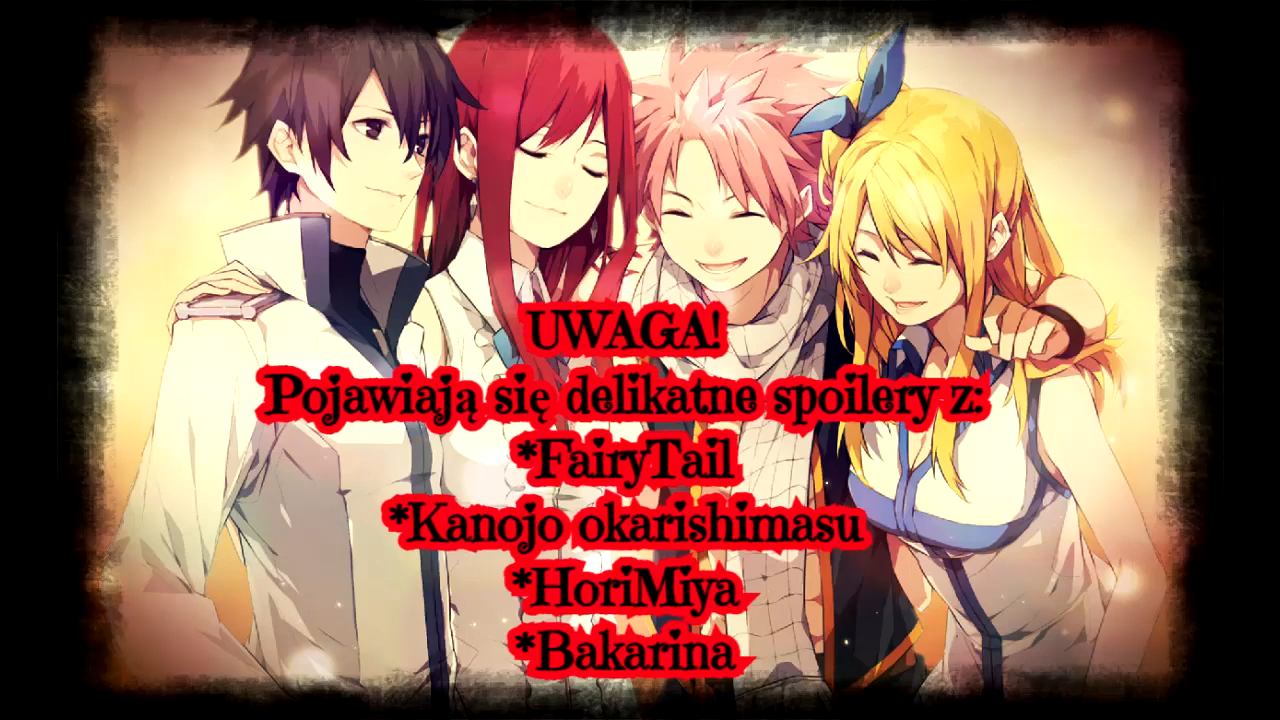 UWAGA!
Pojawiają się delikatne spoilery z:
*FairyTail
*Kanojo okarishimasu
*HoriMiya
*Bakarina